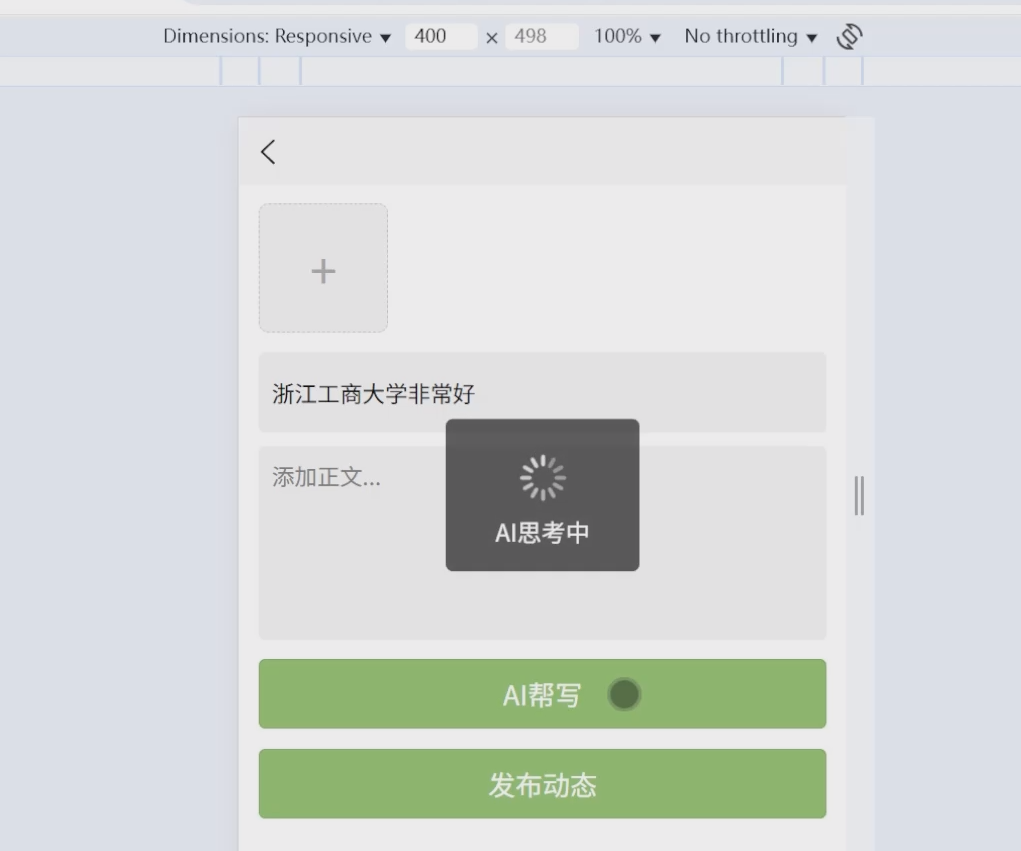 Dimensions: Responsive ▼ 400 × 498 100% ▼ No throttling ▼
浙江工商大学非常好
添加正文...
AI思考中
AI帮写
发布动态